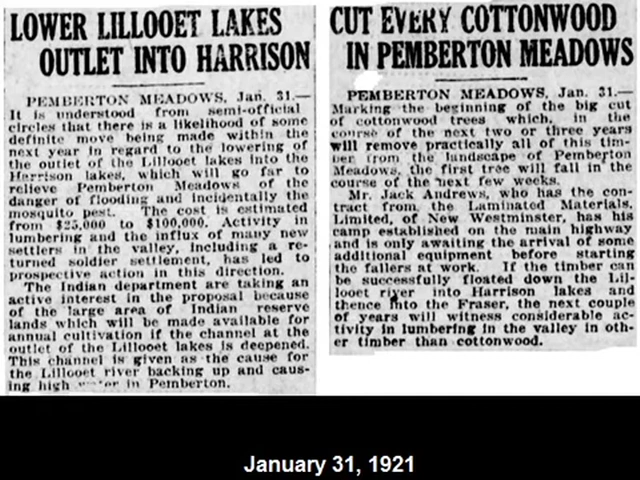 LOWER LILLOOET LAKES
OUTLET INTO HARRISON
PEMBERTON MEADOWS, Jan. 31.—
It is understood from semi-official
circles that there is a likelihood of some
definite move being made within the
next year in regard to the lowering of
the outlet of the Lillooet lakes into the
Harrison lakes, which will go far to
relieve Pemberton Meadows of the
danger of flooding and incidentally the
mosquito pest. The cost is estimated
from $25,000 to $100,000. Activity in
lumbering and the influx of many new
settlers in the valley, including a re-
turned soldier settlement, has led to
prospective action in this direction.
The Indian department are taking an
active interest in the proposal because
of the large area of Indian reserve
lands which will be made available for
annual cultivation if the channel at the
outlet of the Lillooet lakes is deepened.
This channel is given as the cause for
the Lillooet river backing up and caus-
ing high in Pemberton.
CUT EVERY COTTONWOOD
IN PEMBERTON MEADOWS
PEMBERTON MEADOWS, Jan. 31.—
Marking the beginning of the big cut
of cottonwood trees which, in the
course of the next two or three years
will remove practically all of this tim-
ber from the landscape of Pemberton
Meadows, the first tree will fall in the
course of the next few weeks.
Mr. Jack Andrews, who has the con-
tract from the Laminated Materials,
Limited, of New Westminster, has his
camp established on the main highway
and is only awaiting the arrival of some
additional equipment before starting
the fallers at work. If the timber can
be successfully floated down the Lil-
looet river into Harrison lakes and
thence into the Fraser, the next couple
of years will witness considerable ac-
tivity in lumbering in the valley in oth-
er timber than cottonwood.
January 31, 1921